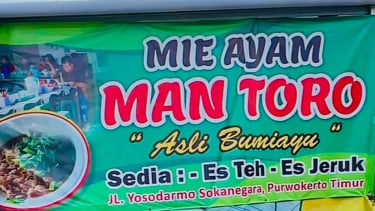 MIE AYAM
MAN TORO
" Asli Bumiayu "
Sedia : - Es Teh - Es Jeruk
JL. Yosodarmo Sokanegara, Purwokerto Timur